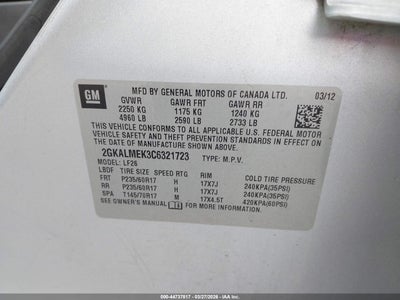 GM
MFD BY GENERAL MOTORS OF CANADA LTD. 03/12
GVWR GAWR FRT GAWR RR
2250 KG 1175 KG 1240 KG
4960 LB 2590 LB 2733 LB
THIS VEHICLE CONFORMS TO ALL APPLICABLE U.S. FEDERAL MOTOR
VEHICLE SAFETY AND THEFT PREVENTION STANDARDS IN EFFECT ON
THE DATE OF MANUFACTURE SHOWN ABOVE.
2GKALMEK3C6321723 TYPE: M.P.V.
MODEL: LF26
LBDF TIRE SIZE SPEED RTG RIM COLD TIRE PRESSURE
FRT P235/60R17 H 17X7J 240KPA(35PSI)
RR P235/60R17 H 17X7J 240KPA(35PSI)
SPA T145/70R17 M 17X4.5T 420KPA(60PSI)
SEE OWNER'S MANUAL
ID: 000-44737817 - 03/27/2026 - IAA